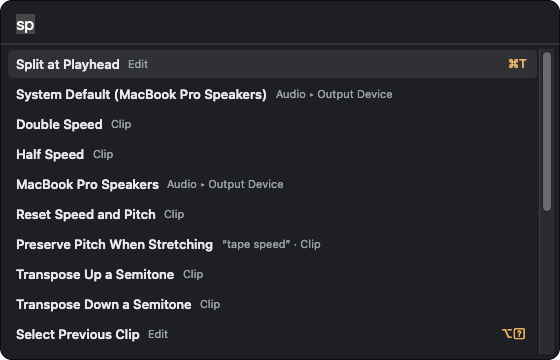 sp
Split at Playhead Edit ⌘T
System Default (MacBook Pro Speakers) Audio ▸ Output Device
Double Speed Clip
Half Speed Clip
MacBook Pro Speakers Audio ▸ Output Device
Reset Speed and Pitch Clip
Preserve Pitch When Stretching “tape speed” · Clip
Transpose Up a Semitone Clip
Transpose Down a Semitone Clip
Select Previous Clip Edit ⌥⍰